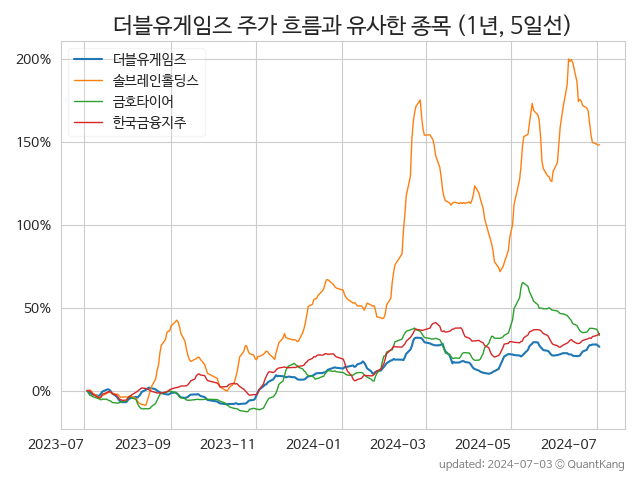 더블유게임즈 주가 흐름과 유사한 종목 (1년, 5일선)
더블유게임즈
솔브레인홀딩스
금호타이어
한국금융지주
200%
150%
100%
50%
0%
2023-07
2023-09
2023-11
2024-01
2024-03
2024-05
2024-07
updated: 2024-07-03 © QuantKang